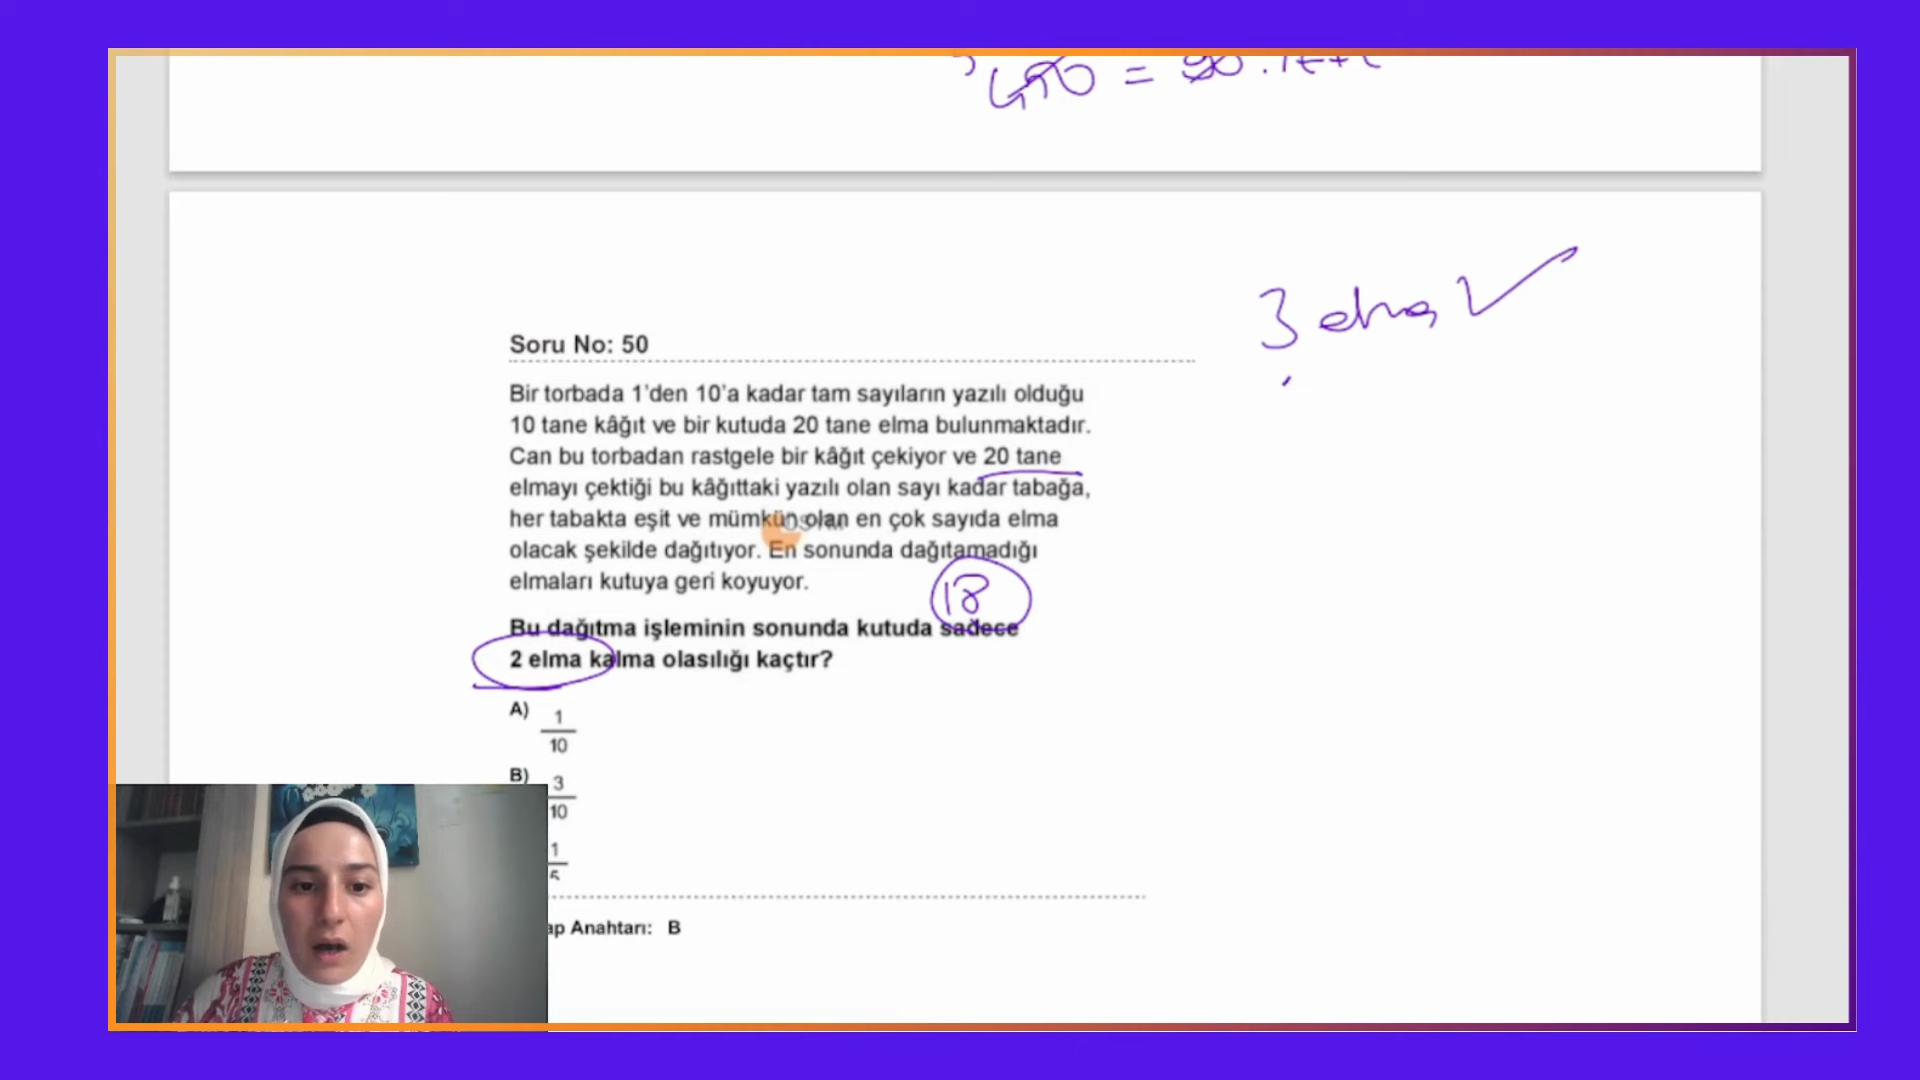 Soru No: 50
3 elma
Bir torbada 1'den 10'a kadar tam sayıların yazılı olduğu
10 tane kâğıt ve bir kutuda 20 tane elma bulunmaktadır.
Can bu torbadan rastgele bir kâğıt çekiyor ve 20 tane
elmayı çektiği bu kâğıttaki yazılı olan sayı kadar tabağa,
her tabakta eşit ve mümkün olan en çok sayıda elma
olacak şekilde dağıtıyor. En sonunda dağıtamadığı
elmaları kutuya geri koyuyor.
18
Bu dağıtma işleminin sonunda kutuda sadece
2 elma kalma olasılığı kaçtır?
A) 1
10
B) 3
10
1
5
ap Anahtarı: B